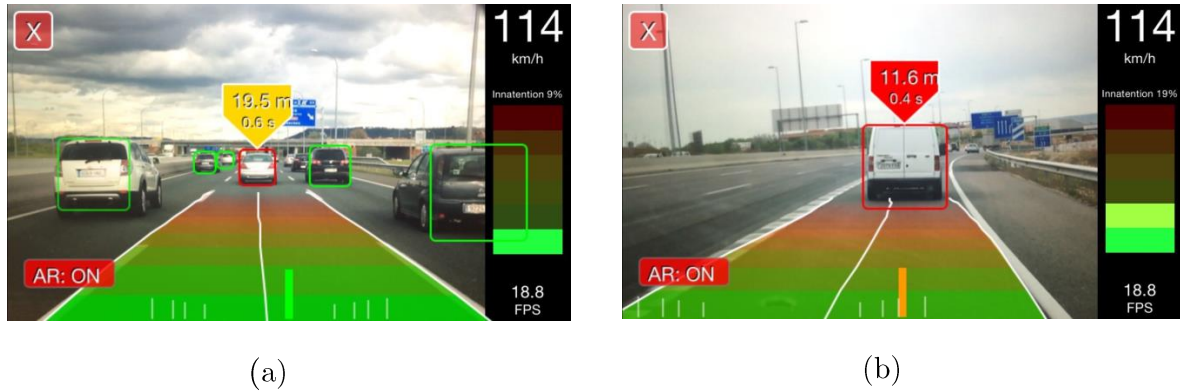 X
19.5 m
0.6 s
AR: ON
114
km/h
Innatention 9%
18.8
FPS
X
11.6 m
0.4 s
AR: ON
114
km/h
Innatention 19%
18.8
FPS
(a)
(b)